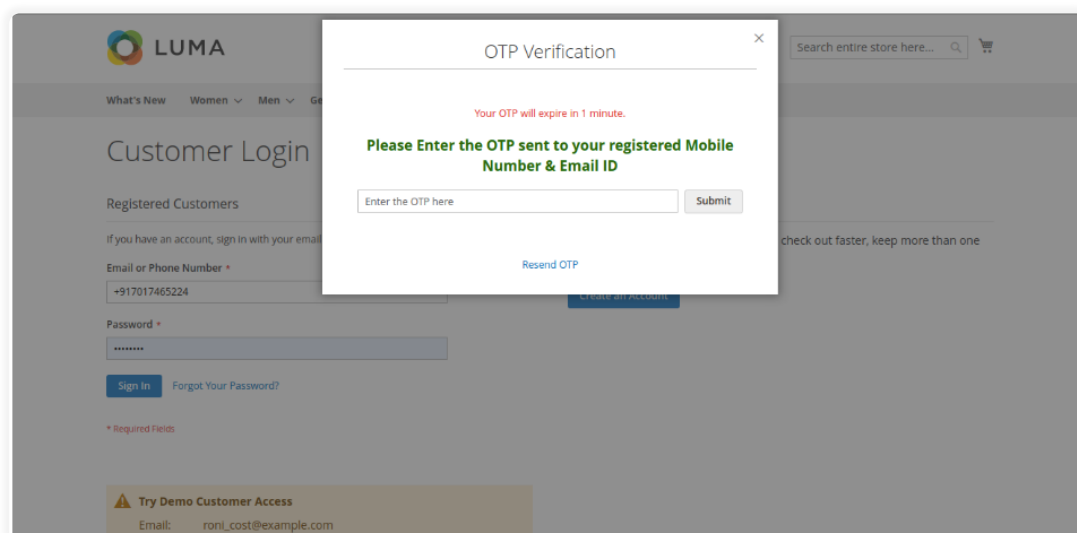 LUMA
Search entire store here...
What's New Women Men Ge
Customer Login
Registered Customers
If you have an account, sign in with your email
Email or Phone Number *
+917017465224
Password *
••••••••
Sign In Forgot Your Password?
* Required Fields
Try Demo Customer Access
Email: roni_cost@example.com
OTP Verification
Your OTP will expire in 1 minute.
Please Enter the OTP sent to your registered Mobile
Number & Email ID
Enter the OTP here
Submit
Resend OTP
check out faster, keep more than one
Create an Account